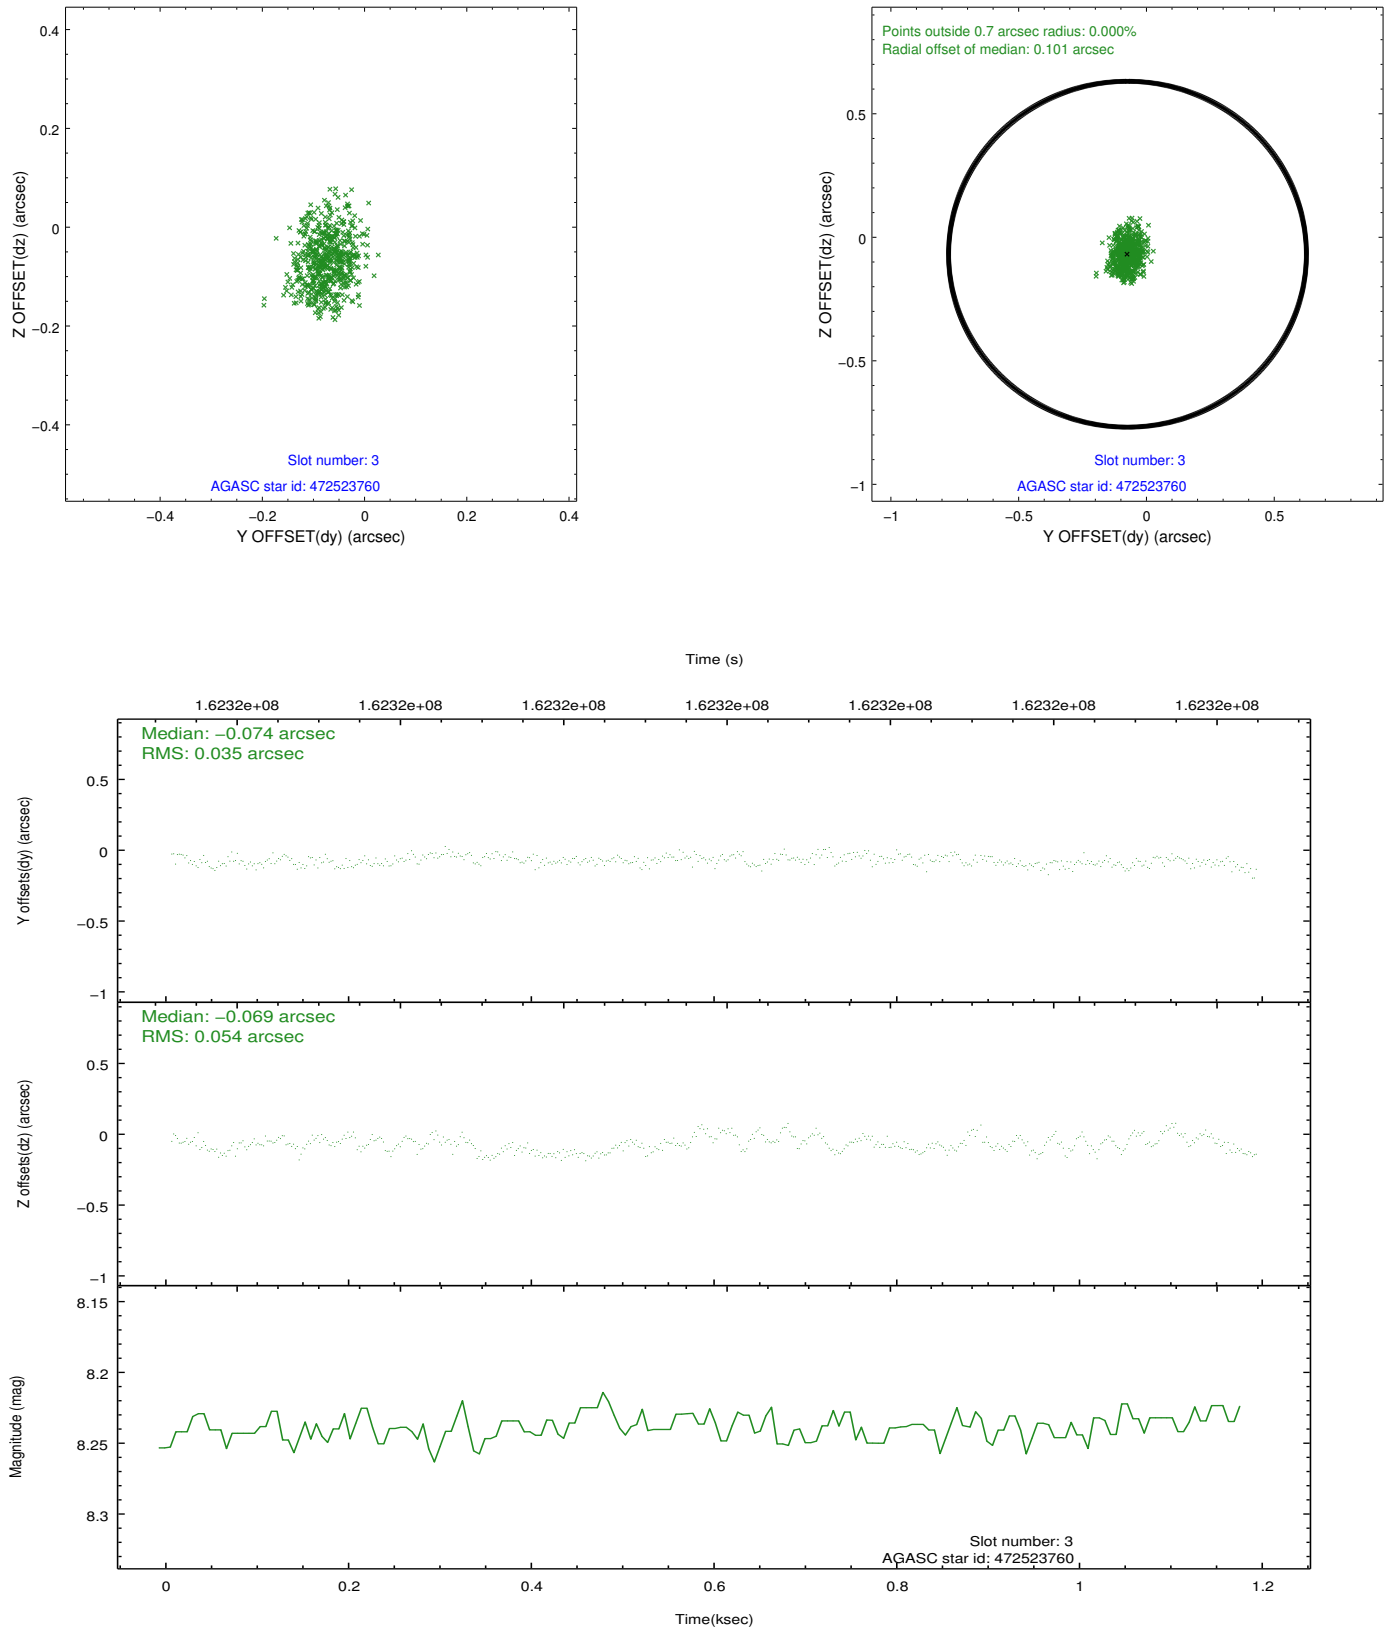 0.4
0.2
0
−0.2
−0.4
Z OFFSET(dz) (arcsec)
Slot number: 3
AGASC star id: 472523760
−0.4
−0.2
0
0.2
0.4
Y OFFSET(dy) (arcsec)
Points outside 0.7 arcsec radius: 0.000%
Radial offset of median: 0.101 arcsec
0.5
0
−0.5
−1
Z OFFSET(dz) (arcsec)
Slot number: 3
AGASC star id: 472523760
−1
−0.5
0
0.5
Y OFFSET(dy) (arcsec)
Time (s)
1.6232e+08
1.6232e+08
1.6232e+08
1.6232e+08
1.6232e+08
1.6232e+08
1.6232e+08
Median: −0.074 arcsec
RMS: 0.035 arcsec
0.5
0
−0.5
−1
Y offsets(dy) (arcsec)
Median: −0.069 arcsec
RMS: 0.054 arcsec
0.5
0
−0.5
−1
Z offsets(dz) (arcsec)
8.15
8.2
8.25
8.3
Magnitude (mag)
Slot number: 3
AGASC star id: 472523760
0
0.2
0.4
0.6
0.8
1
1.2
Time(ksec)